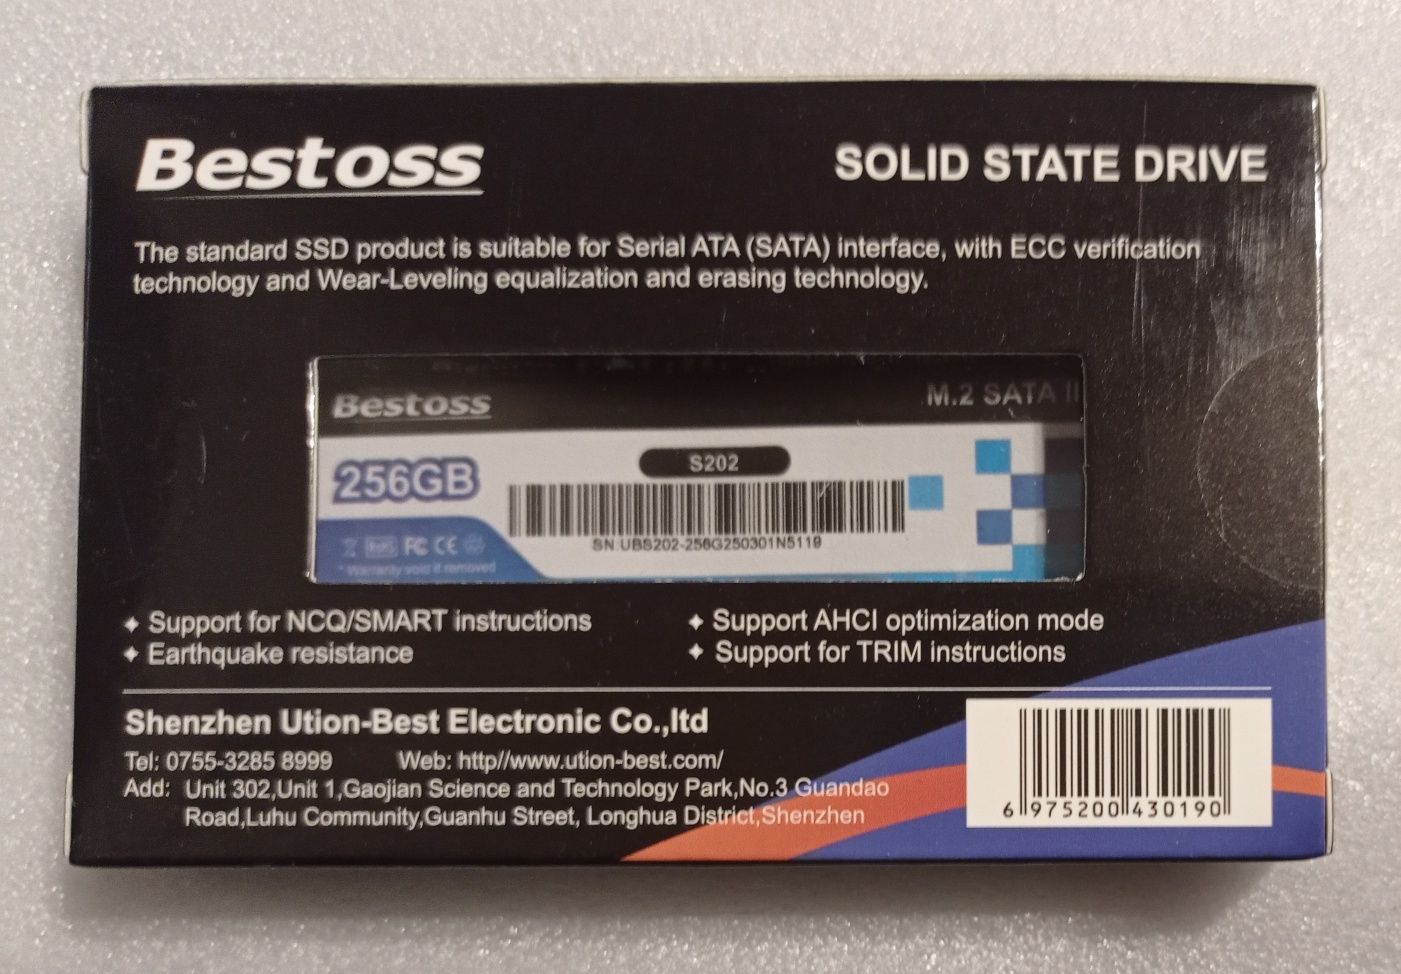 Bestoss
SOLID STATE DRIVE
The standard SSD product is suitable for Serial ATA (SATA) interface, with ECC verification
technology and Wear-Leveling equalization and erasing technology.
Bestoss
M.2 SATA II
256GB
S202
SN:UBS202-256G250301N5119
RoHS FC CE
* Warranty void if removed
✦ Support for NCQ/SMART instructions
✦ Earthquake resistance
✦ Support AHCI optimization mode
✦ Support for TRIM instructions
Shenzhen Ution-Best Electronic Co.,ltd
Tel: 0755-3285 8999 Web: http//www.ution-best.com/
Add: Unit 302,Unit 1,Gaojian Science and Technology Park,No.3 Guandao
Road,Luhu Community,Guanhu Street, Longhua District,Shenzhen
6 975200 430190